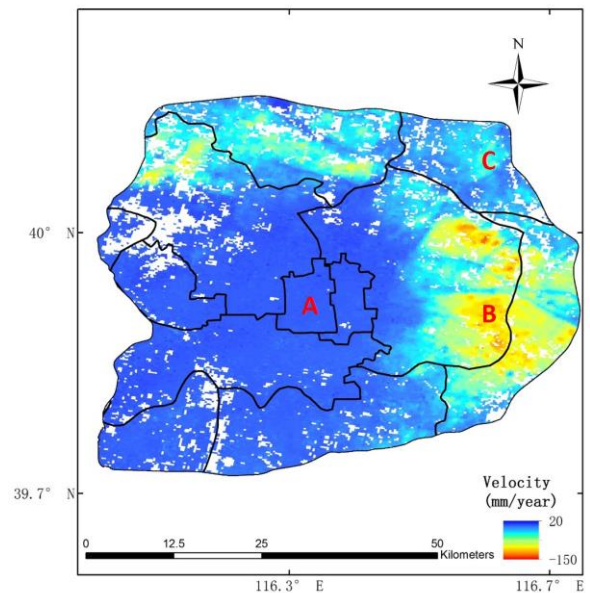 N
C
40° N
B
A
39.7° N
Velocity
(mm/year)
20
-150
0 12.5 25 50
Kilometers
116.3° E 116.7° E